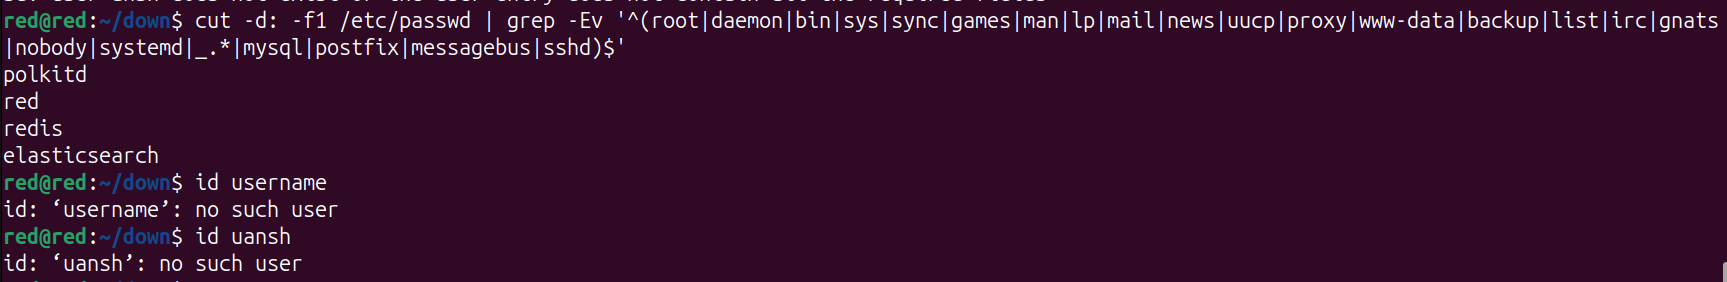 red@red:~/down$ cut -d: -f1 /etc/passwd | grep -Ev '^(root|daemon|bin|sys|sync|games|man|lp|mail|news|uucp|proxy|www-data|backup|list|irc|gnats
|nobody|systemd|_.*|mysql|postfix|messagebus|sshd)$'
polkitd
red
redis
elasticsearch
red@red:~/down$ id username
id: ‘username’: no such user
red@red:~/down$ id uansh
id: ‘uansh’: no such user